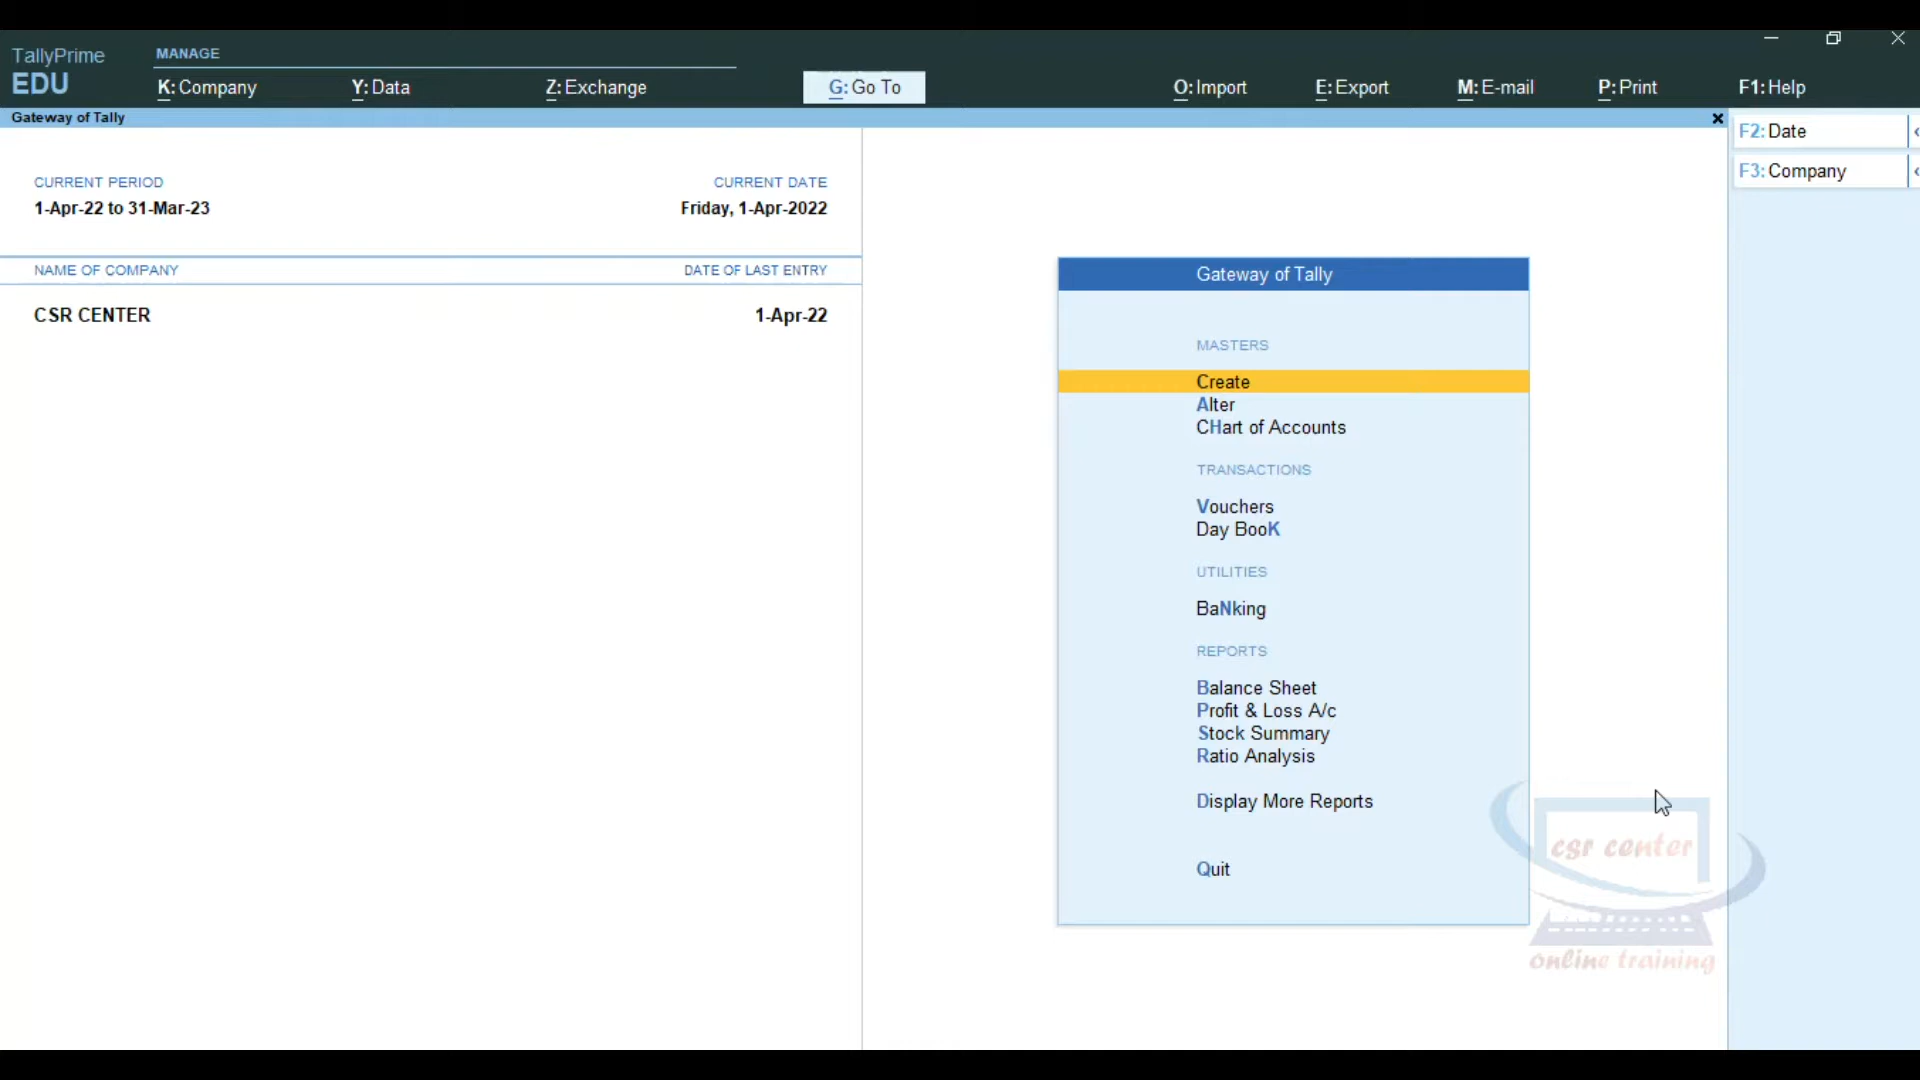 TallyPrime
EDU
MANAGE
K: Company
Y: Data
Z: Exchange
G: Go To
O: Import
E: Export
M: E-mail
P: Print
F1: Help
Gateway of Tally
F2: Date
F3: Company
CURRENT PERIOD
CURRENT DATE
1-Apr-22 to 31-Mar-23
Friday, 1-Apr-2022
NAME OF COMPANY
DATE OF LAST ENTRY
CSR CENTER
1-Apr-22
Gateway of Tally
MASTERS
Create
Alter
CHart of Accounts
TRANSACTIONS
Vouchers
Day BooK
UTILITIES
BaNking
REPORTS
Balance Sheet
Profit & Loss A/c
Stock Summary
Ratio Analysis
Display More Reports
Quit
csr center
online training